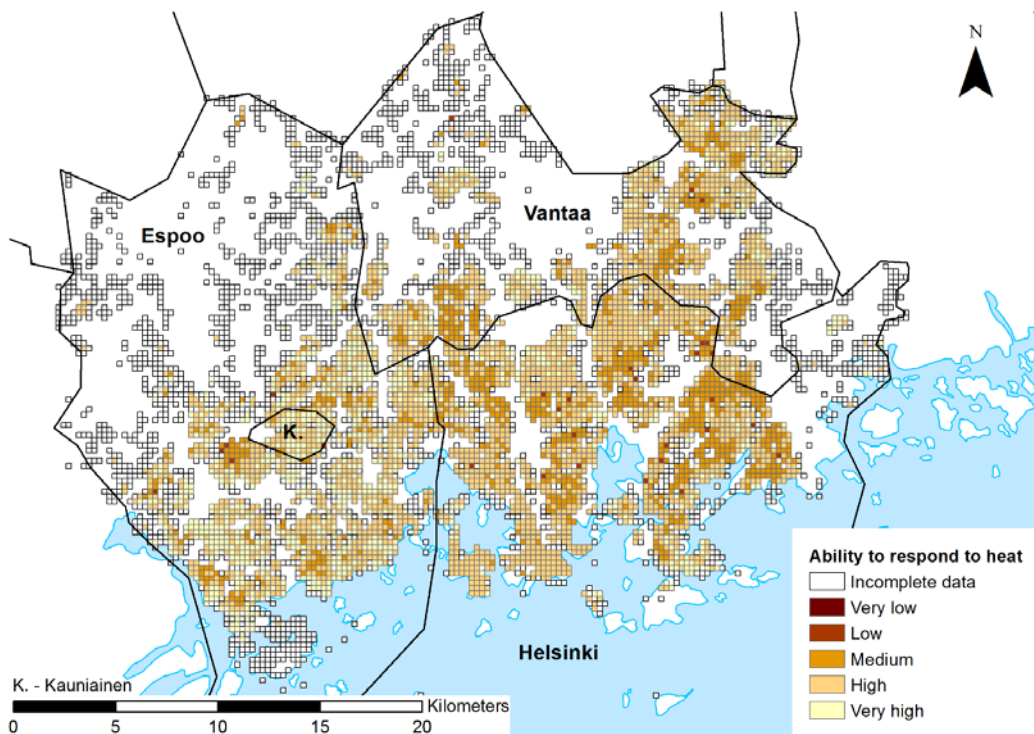 N
Vantaa
Espoo
K.
Helsinki
Ability to respond to heat
Incomplete data
Very low
Low
Medium
High
Very high
K. - Kauniainen
Kilometers
0 5 10 15 20